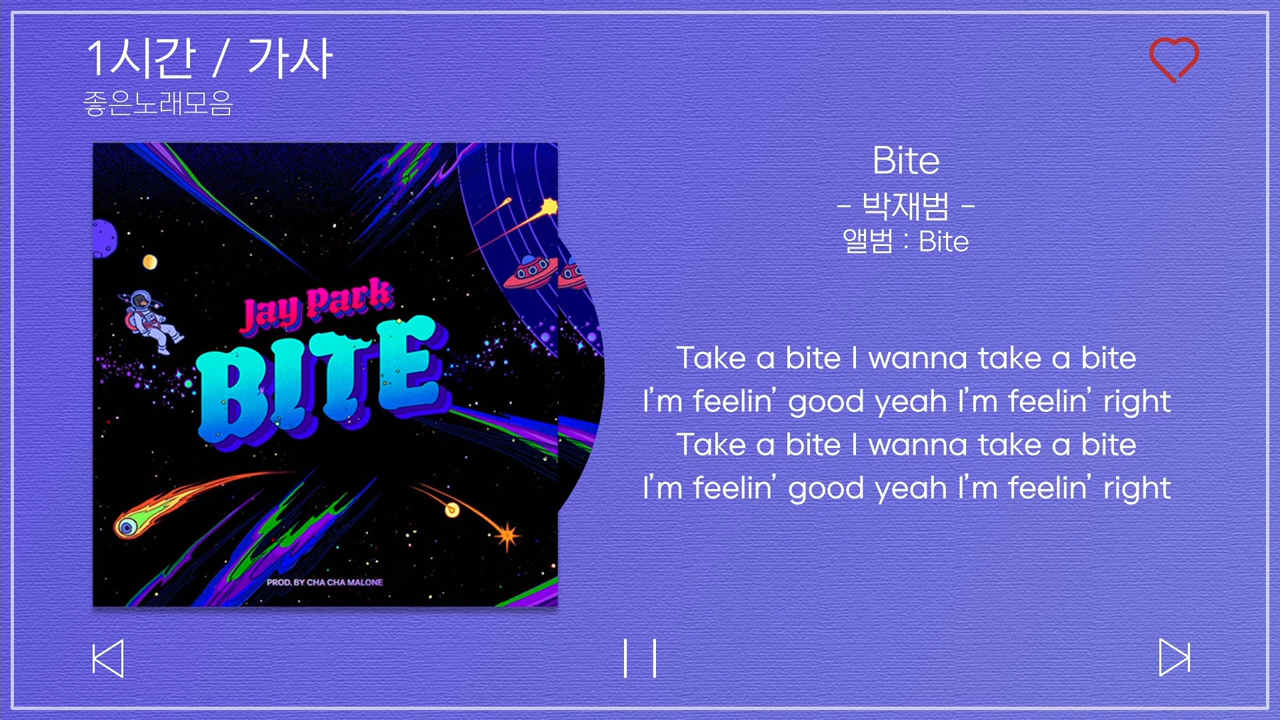 1시간 / 가사
좋은노래모음
Jay Park
BITE
PROD. BY CHA CHA MALONE
Bite
- 박재범 -
앨범 : Bite
Take a bite I wanna take a bite
I'm feelin' good yeah I'm feelin' right
Take a bite I wanna take a bite
I'm feelin' good yeah I'm feelin' right